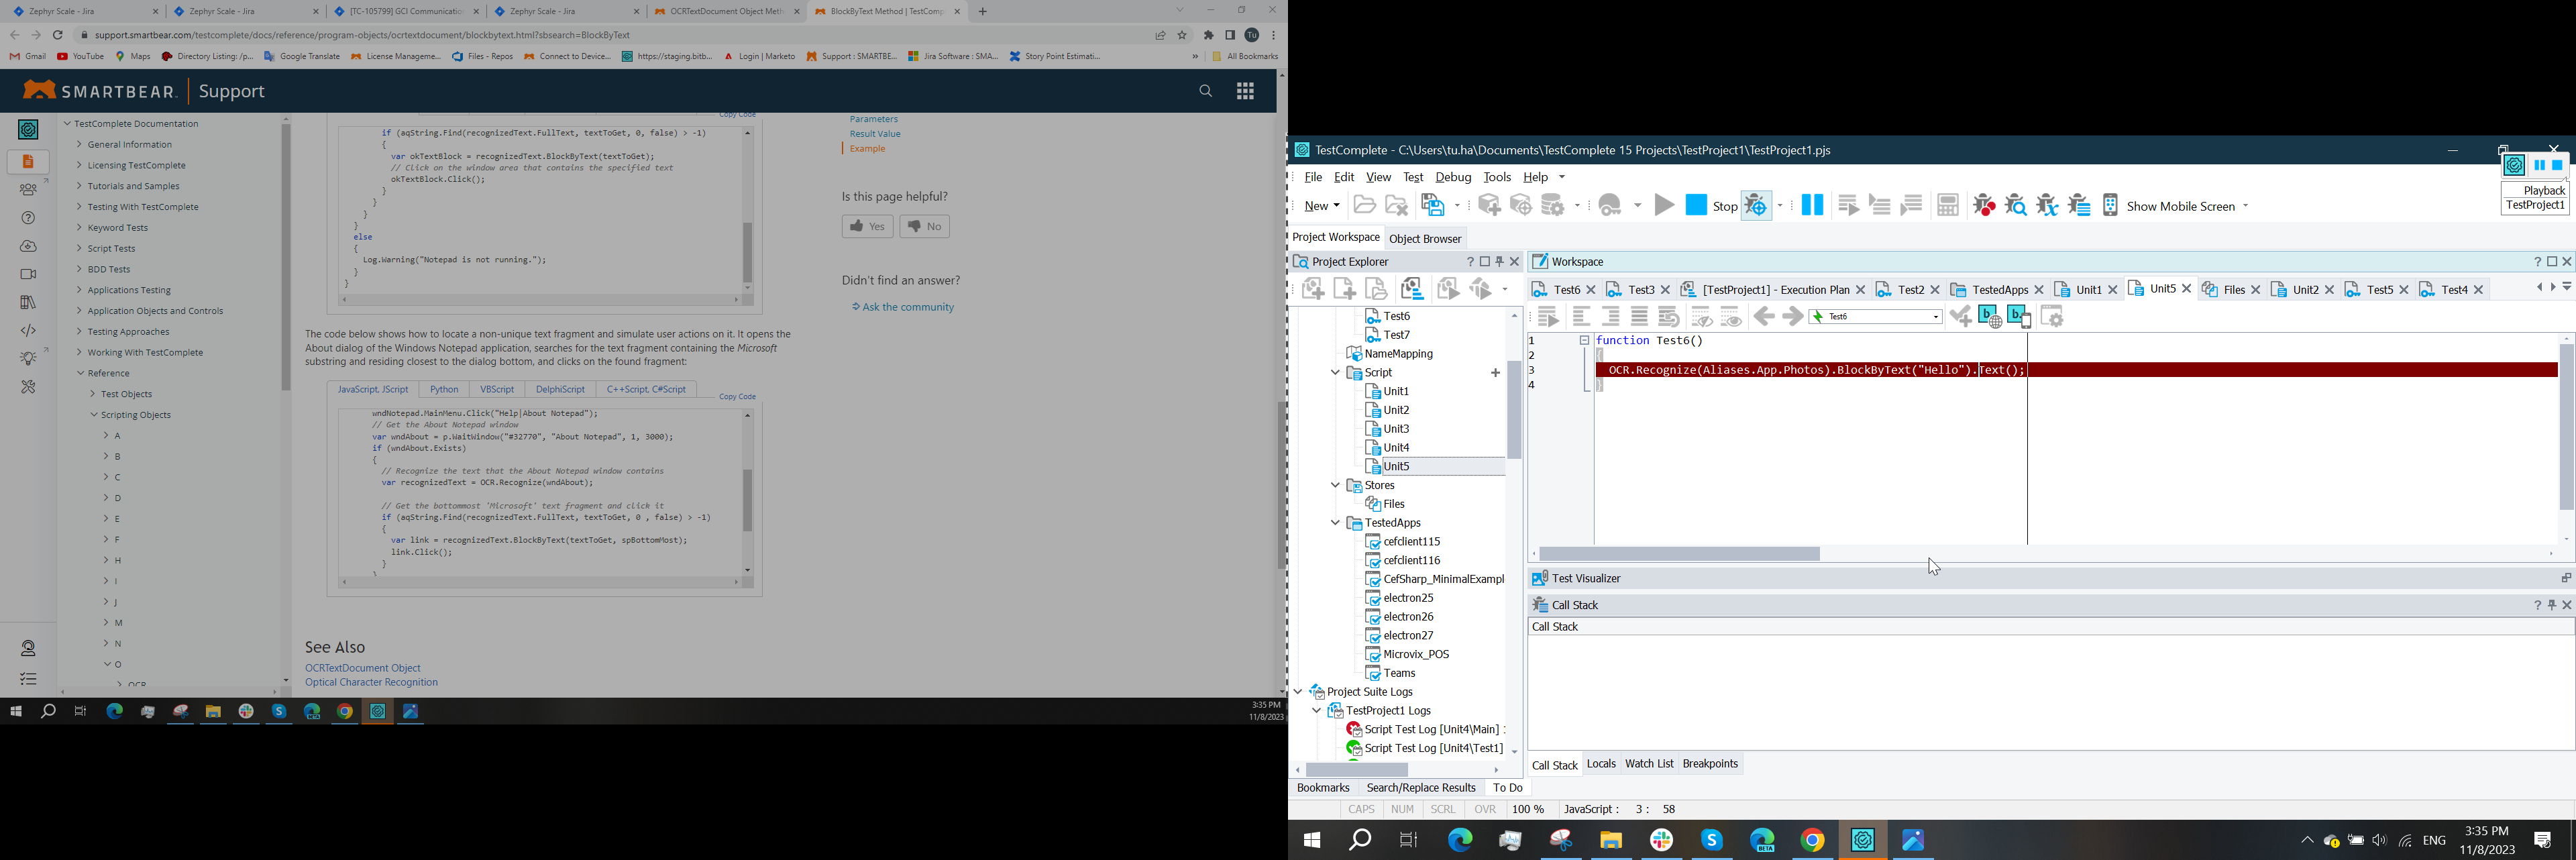 Zephyr Scale - Jira
Zephyr Scale - Jira
[TC-105799] GCI Communicatio
Zephyr Scale - Jira
OCRTextDocument Object Meth
BlockByText Method | TestComp
support.smartbear.com/testcomplete/docs/reference/program-objects/ocrtextdocument/blockbytext.html?sbsearch=BlockByText
Tu
Gmail
YouTube
Maps
Directory Listing: /p...
Google Translate
License Manageme...
Files - Repos
Connect to Device...
https://staging.bitb...
Login | Marketo
Support : SMARTBE...
Jira Software : SMA...
Story Point Estimati...
»
All Bookmarks
SMARTBEAR
Support
TestComplete Documentation
General Information
Licensing TestComplete
Tutorials and Samples
Testing With TestComplete
Keyword Tests
Script Tests
BDD Tests
Applications Testing
Application Objects and Controls
Testing Approaches
Working With TestComplete
Reference
Test Objects
Scripting Objects
A
B
C
D
E
F
H
I
J
M
N
O
OCR
Copy Code
if (aqString.Find(recognizedText.FullText, textToGet, 0, false) > -1)
{
var okTextBlock = recognizedText.BlockByText(textToGet);
// Click on the window area that contains the specified text
okTextBlock.Click();
}
}
}
else
{
Log.Warning("Notepad is not running.");
}
}
Parameters
Result Value
Example
Is this page helpful?
Yes
No
Didn't find an answer?
Ask the community
The code below shows how to locate a non-unique text fragment and simulate user actions on it. It opens the
About dialog of the Windows Notepad application, searches for the text fragment containing the Microsoft
substring and residing closest to the dialog bottom, and clicks on the found fragment:
JavaScript, JScript
Python
VBScript
DelphiScript
C++Script, C#Script
Copy Code
wndNotepad.MainMenu.Click("Help|About Notepad");
// Get the About Notepad window
var wndAbout = p.WaitWindow("#32770", "About Notepad", 1, 3000);
if (wndAbout.Exists)
{
// Recognize the text that the About Notepad window contains
var recognizedText = OCR.Recognize(wndAbout);
// Get the bottommost 'Microsoft' text fragment and click it
if (aqString.Find(recognizedText.FullText, textToGet, 0 , false) > -1)
{
var link = recognizedText.BlockByText(textToGet, spBottomMost);
link.Click();
}
}
See Also
OCRTextDocument Object
Optical Character Recognition
3:35 PM
11/8/2023
TestComplete - C:\Users\tu.ha\Documents\TestComplete 15 Projects\TestProject1\TestProject1.pjs
File
Edit
View
Test
Debug
Tools
Help
Playback
TestProject1
New
Stop
Show Mobile Screen
Project Workspace
Object Browser
Project Explorer
Workspace
Test6
Test3
[TestProject1] - Execution Plan
Test2
TestedApps
Unit1
Unit5
Files
Unit2
Test5
Test4
Test6
Test6
Test7
NameMapping
Script
Unit1
Unit2
Unit3
Unit4
Unit5
Stores
Files
TestedApps
cefclient115
cefclient116
CefSharp_MinimalExampl
electron25
electron26
electron27
Microvix_POS
Teams
Project Suite Logs
TestProject1 Logs
Script Test Log [Unit4\Main]
Script Test Log [Unit4\Test1]
1 function Test6()
2 {
3 OCR.Recognize(Aliases.App.Photos).BlockByText("Hello").Text();
4 }
Test Visualizer
Call Stack
Call Stack
Call Stack
Locals
Watch List
Breakpoints
Bookmarks
Search/Replace Results
To Do
CAPS
NUM
SCRL
OVR
100 %
JavaScript :
3 :
58
BETA
ENG
3:35 PM
11/8/2023